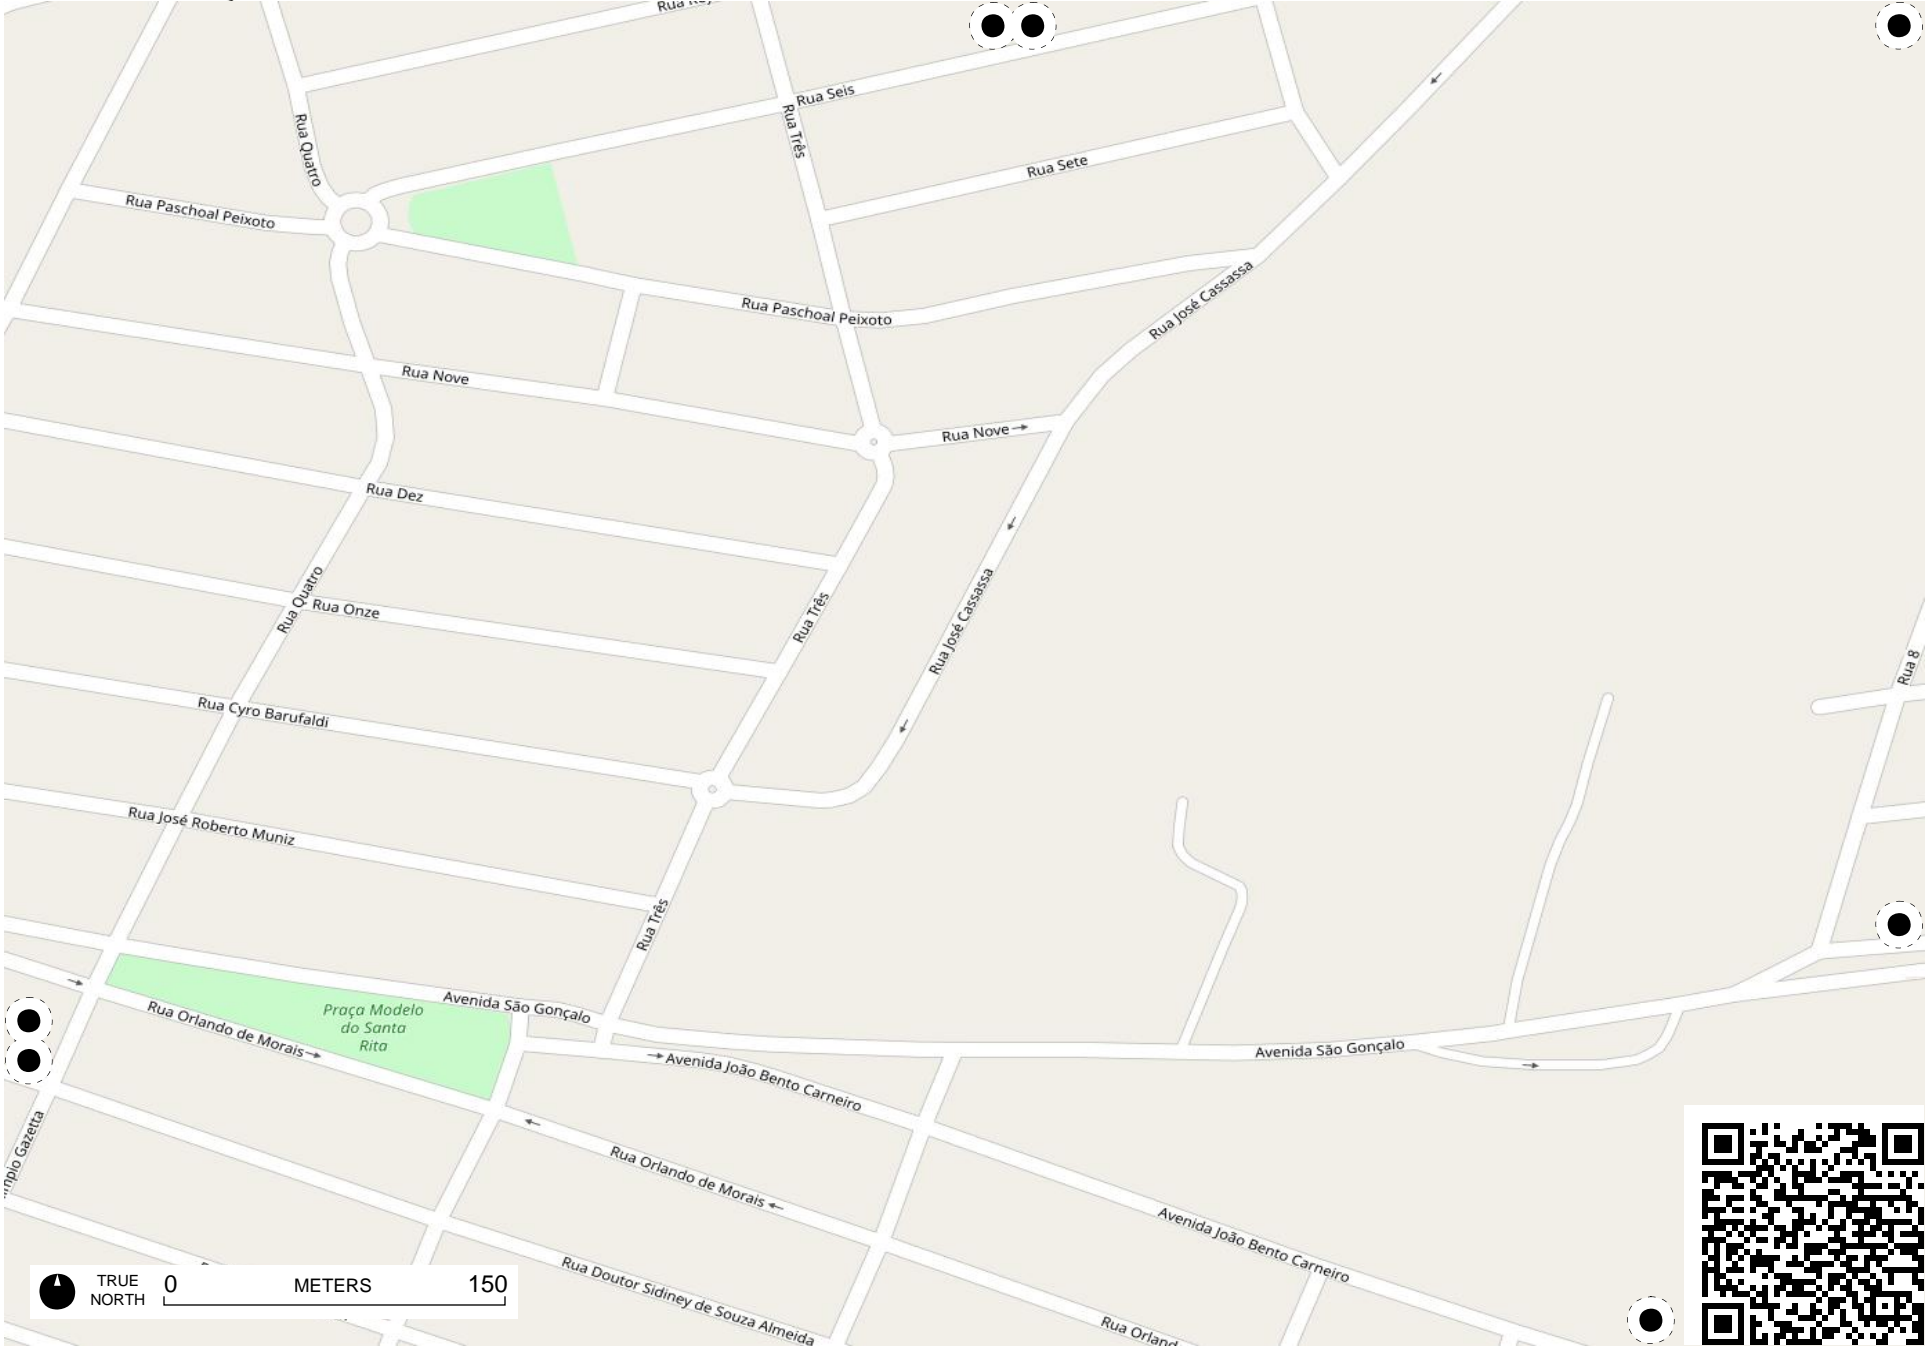 Rua Seis
Rua Três
Rua Quatro
Rua Sete
Rua Paschoal Peixoto
Rua José Cassassa
Rua Paschoal Peixoto
Rua Nove
Rua Nove
Rua Dez
Rua Quatro
Rua Onze
Rua Três
Rua José Cassassa
Rua 8
Rua Cyro Barufaldi
Rua José Roberto Muniz
Rua Três
Avenida São Gonçalo
Praça Modelo
do Santa
Rita
Rua Orlando de Morais
Avenida São Gonçalo
Avenida João Bento Carneiro
Gazetta
Rua Orlando de Morais
Avenida João Bento Carneiro
Rua Doutor Sidiney de Souza Almeida
Rua Orland
TRUE
NORTH
0 METERS 150